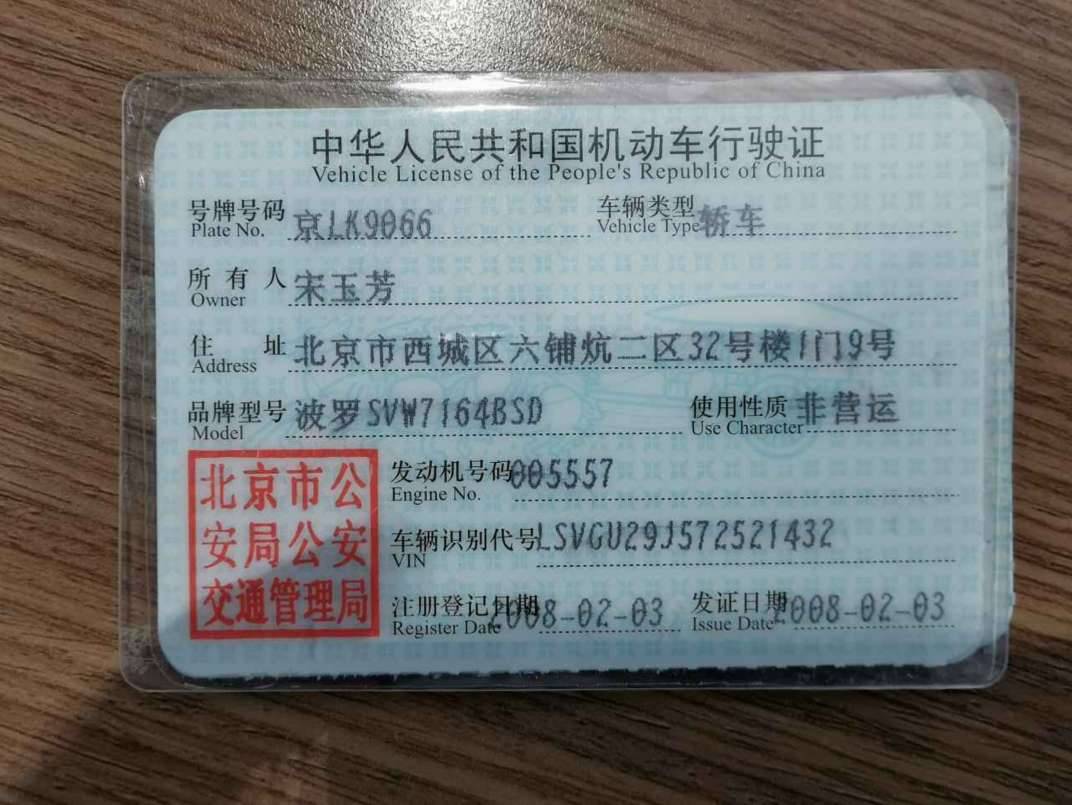 中华人民共和国机动车行驶证
Vehicle License of the People's Republic of China
号牌号码 京LK9066 车辆类型 轿车
Plate No. Vehicle Type
所有人 宋玉芳
Owner
住址 北京市西城区六铺炕二区32号楼1门9号
Address
品牌型号 波罗SVW7164BSD 使用性质 非营运
Model Use Character
北京市公
安局公安
交通管理局
发动机号码 005557
Engine No.
车辆识别代号 LSVGU29J572521432
VIN
注册登记日期 2008-02-03 发证日期 2008-02-03
Register Date Issue Date